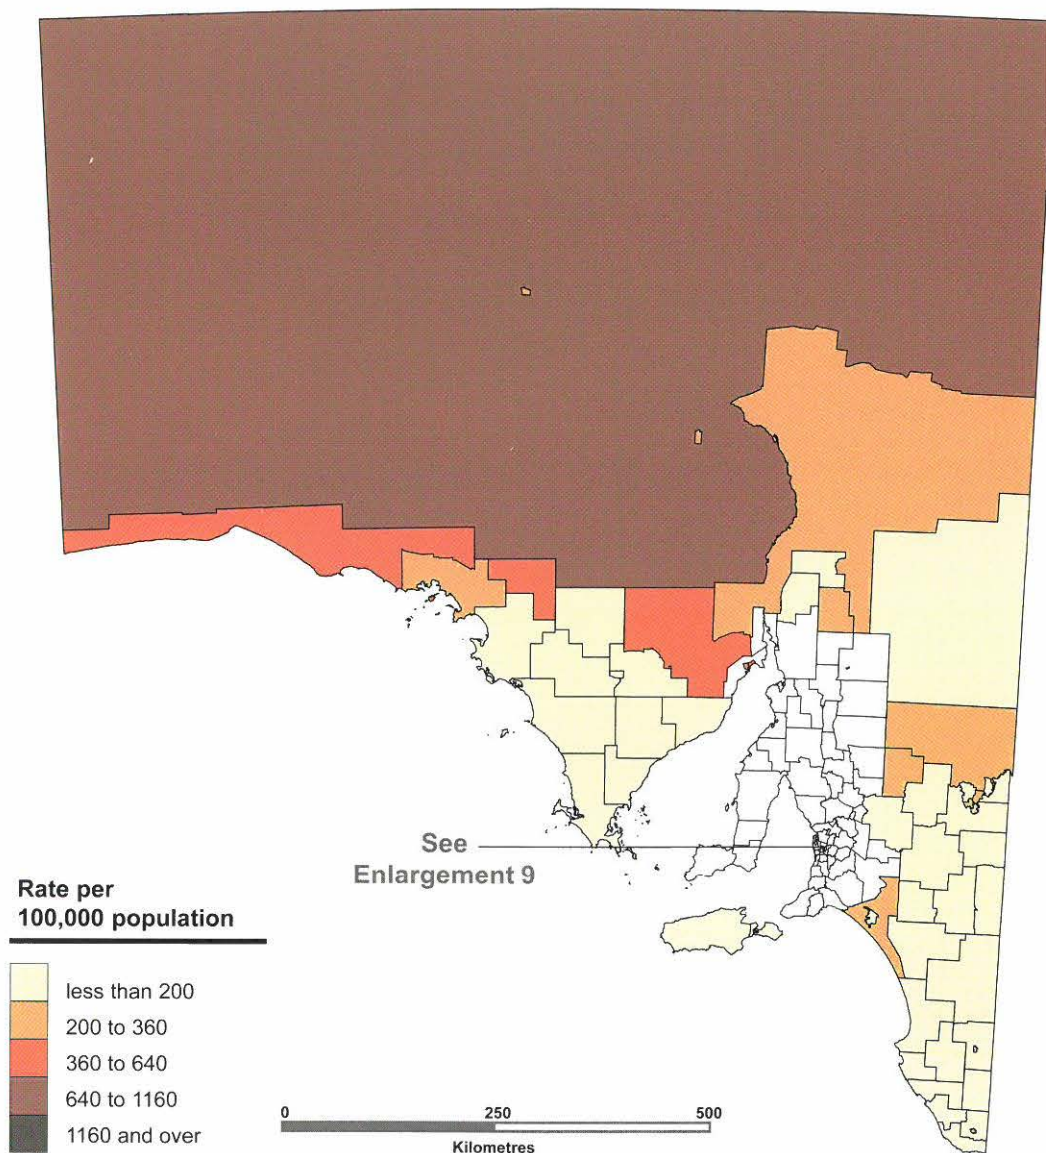 See
Enlargement 9
Rate per
100,000 population
less than 200
200 to 360
360 to 640
640 to 1160
1160 and over
0 250 500
Kilometres